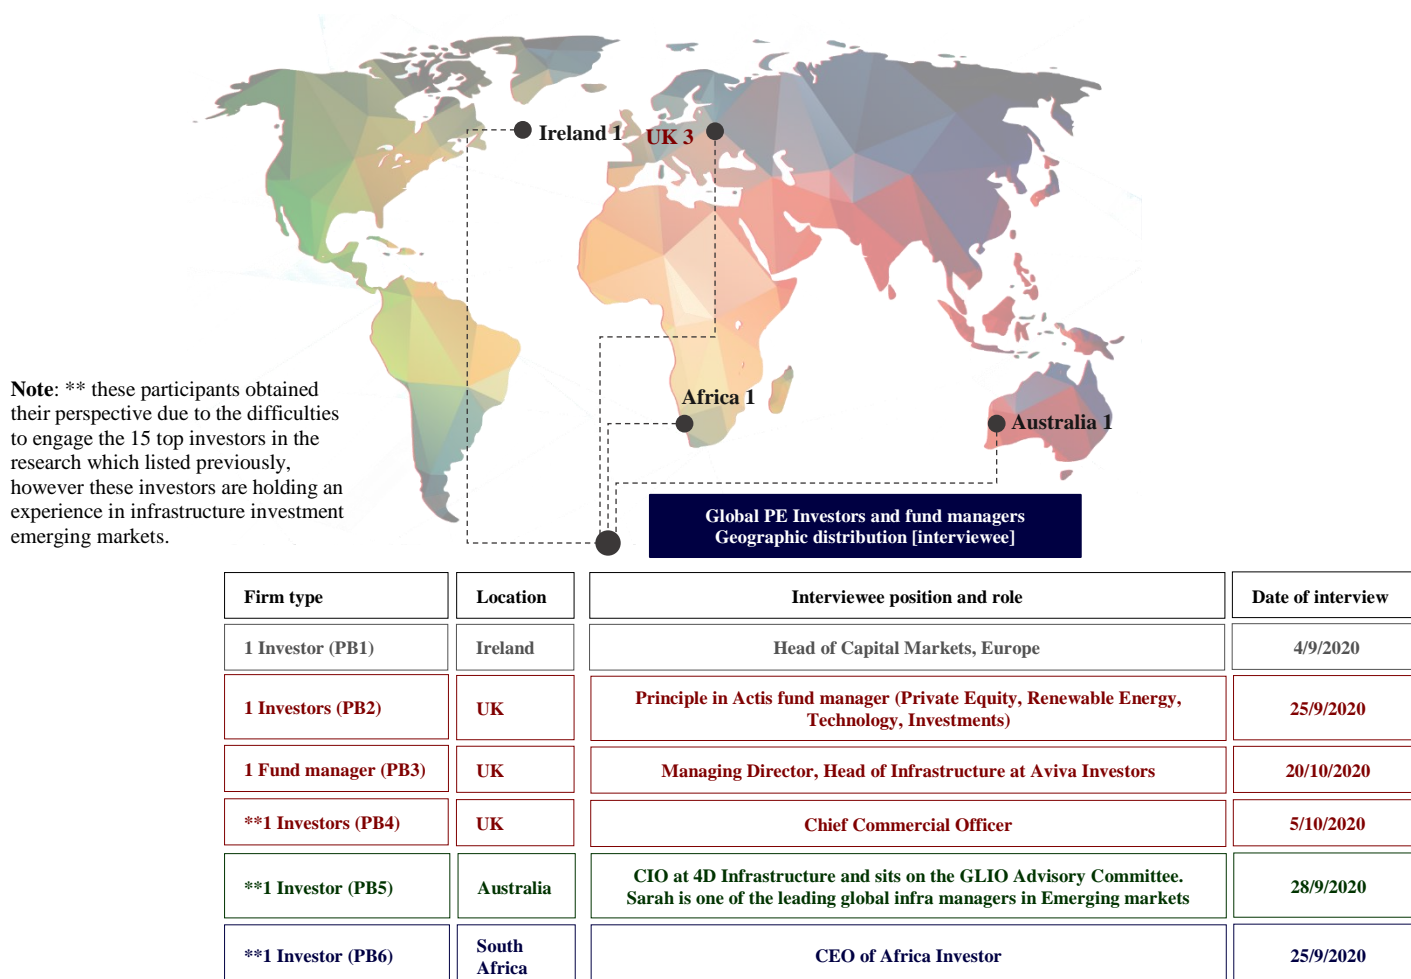 Ireland 1
UK 3
Africa 1
Australia 1
Note: ** these participants obtained
their perspective due to the difficulties
to engage the 15 top investors in the
research which listed previously,
however these investors are holding an
experience in infrastructure investment
emerging markets.
Global PE Investors and fund managers
Geographic distribution [interviewee]
Firm type
Location
Interviewee position and role
Date of interview
1 Investor (PB1)
Ireland
Head of Capital Markets, Europe
4/9/2020
1 Investors (PB2)
UK
Principle in Actis fund manager (Private Equity, Renewable Energy,
Technology, Investments)
25/9/2020
1 Fund manager (PB3)
UK
Managing Director, Head of Infrastructure at Aviva Investors
20/10/2020
**1 Investors (PB4)
UK
Chief Commercial Officer
5/10/2020
**1 Investor (PB5)
Australia
CIO at 4D Infrastructure and sits on the GLIO Advisory Committee.
Sarah is one of the leading global infra managers in Emerging markets
28/9/2020
**1 Investor (PB6)
South
Africa
CEO of Africa Investor
25/9/2020